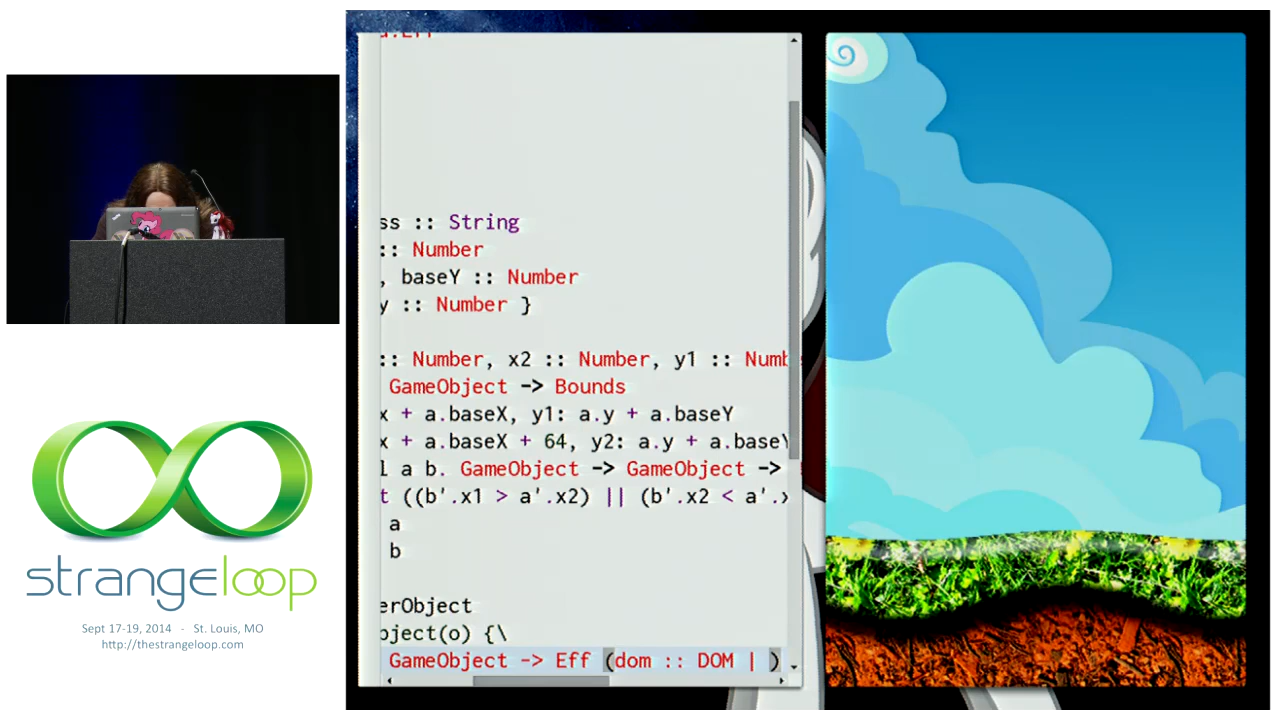 ss :: String
:: Number
, baseY :: Number
y :: Number }
:: Number, x2 :: Number, y1 :: Numb
GameObject -> Bounds
x + a.baseX, y1: a.y + a.baseY
x + a.baseX + 64, y2: a.y + a.baseY
l a b. GameObject -> GameObject ->
t ((b'.x1 > a'.x2) || (b'.x2 < a'.x
a
b
erObject
bject(o) {\
GameObject -> Eff (dom :: DOM | )
strangeloop
Sept 17-19, 2014 - St. Louis, MO
http://thestrangeloop.com